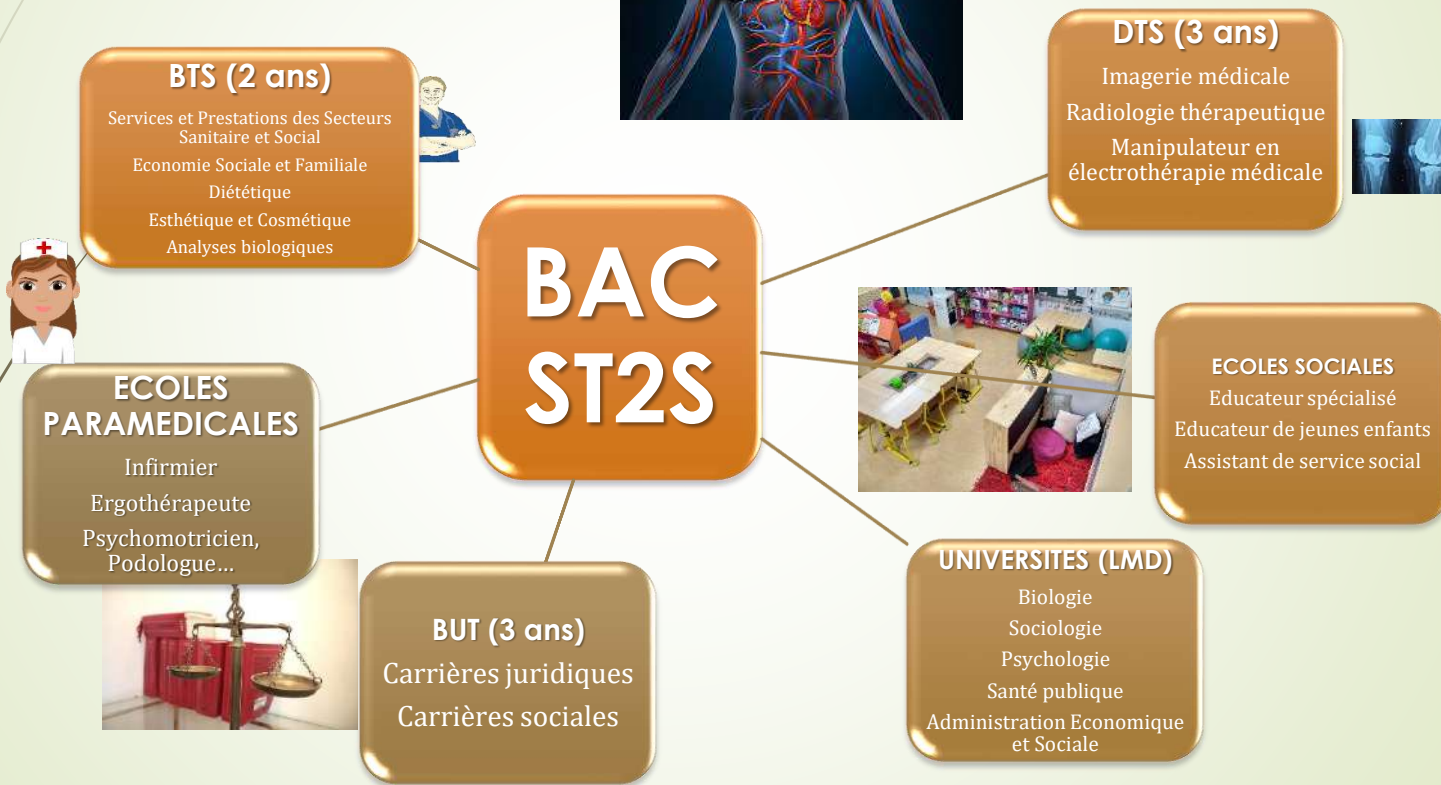 BTS (2 ans)
Services et Prestations des Secteurs
Sanitaire et Social
Economie Sociale et Familiale
Diététique
Esthétique et Cosmétique
Analyses biologiques
DTS (3 ans)
Imagerie médicale
Radiologie thérapeutique
Manipulateur en
électrothérapie médicale
BAC
ST2S
ECOLES
PARAMEDICALES
Infirmier
Ergothérapeute
Psychomotricien,
Podologue…
ECOLES SOCIALES
Educateur spécialisé
Educateur de jeunes enfants
Assistant de service social
BUT (3 ans)
Carrières juridiques
Carrières sociales
UNIVERSITES (LMD)
Biologie
Sociologie
Psychologie
Santé publique
Administration Economique
et Sociale